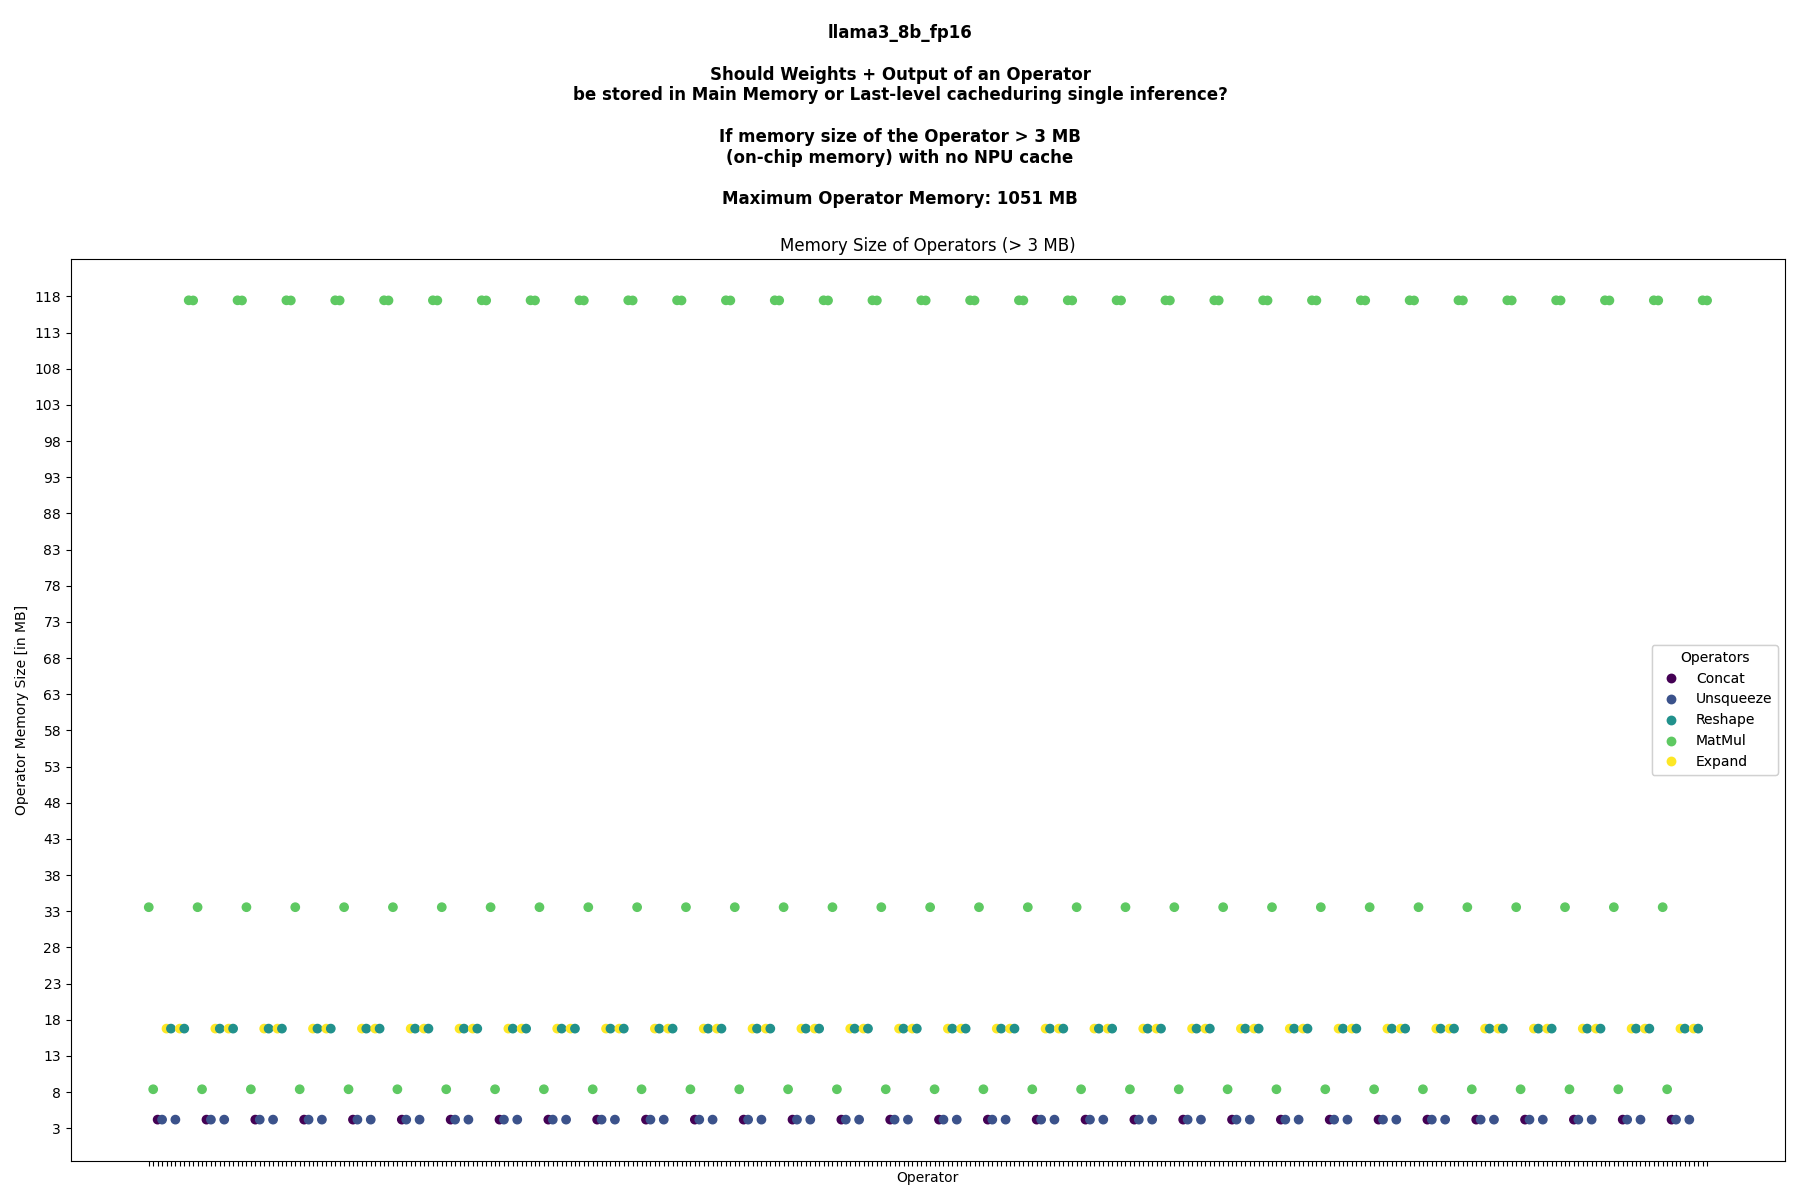 llama3_8b_fp16
Should Weights + Output of an Operator
be stored in Main Memory or Last-level cacheduring single inference?
If memory size of the Operator > 3 MB
(on-chip memory) with no NPU cache
Maximum Operator Memory: 1051 MB
Memory Size of Operators (> 3 MB)
118
113
108
103
98
93
88
83
78
73
68
63
58
53
48
43
38
33
28
23
18
13
8
3
Operator Memory Size [in MB]
Operators
Concat
Unsqueeze
Reshape
MatMul
Expand
Operator